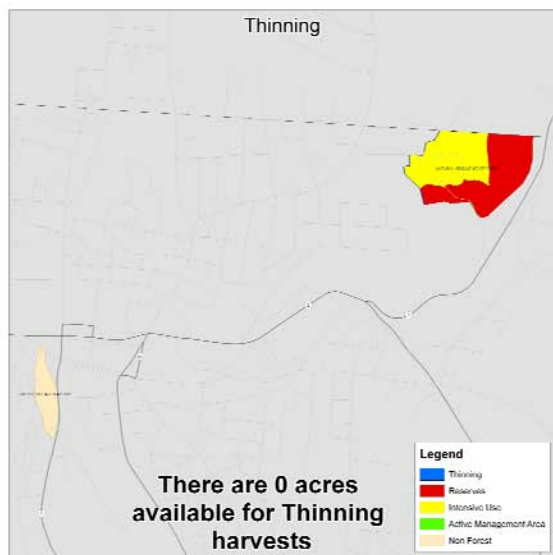 Thinning
There are 0 acres
available for Thinning
harvests
Legend
Thinning
Reserves
Intensive Use
Active Management Area
Non Forest